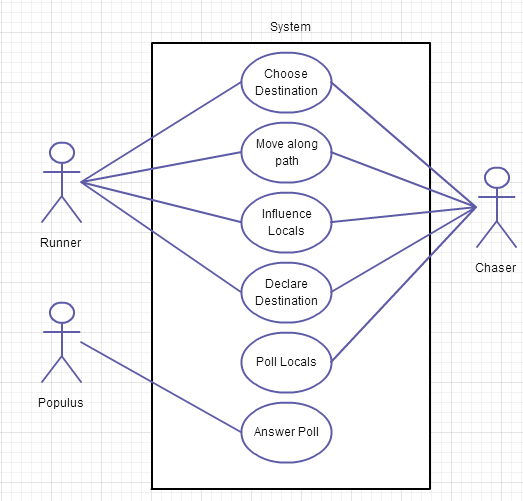 System
Choose
Destination
Move along
path
Runner
Influence
Locals
Chaser
Declare
Destination
Poll Locals
Populus
Answer Poll